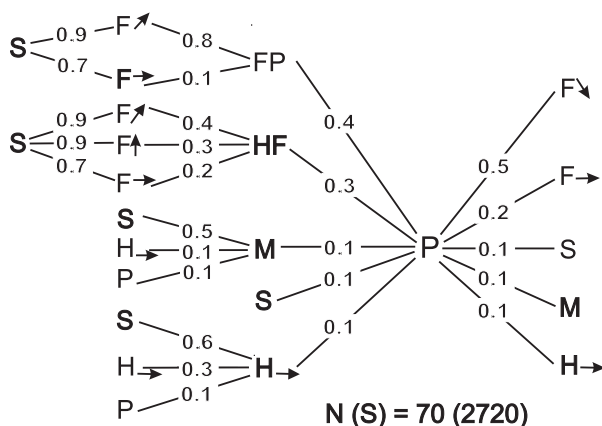 S 0.9 F↗ 0.8 FP
0.7 F→ 0.1
0.4
S 0.9 F↗ 0.4 HF
0.9 F↑ 0.3
0.7 F→ 0.2
0.3
S 0.5 M 0.1 P
H→ 0.1
P 0.1
S 0.1
S 0.6 H→ 0.1
H→ 0.3
P 0.1
0.5 F↘
0.2 F→
0.1 S
0.1 M
0.1 H→
N (S) = 70 (2720)